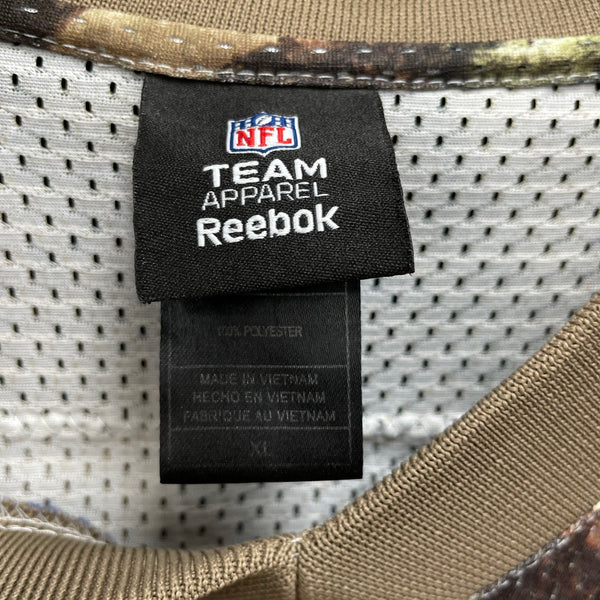 NFL
TEAM
APPAREL
Reebok
100% POLYESTER
MADE IN VIETNAM
HECHO EN VIETNAM
FABRIQUE AU VIETNAM
XL